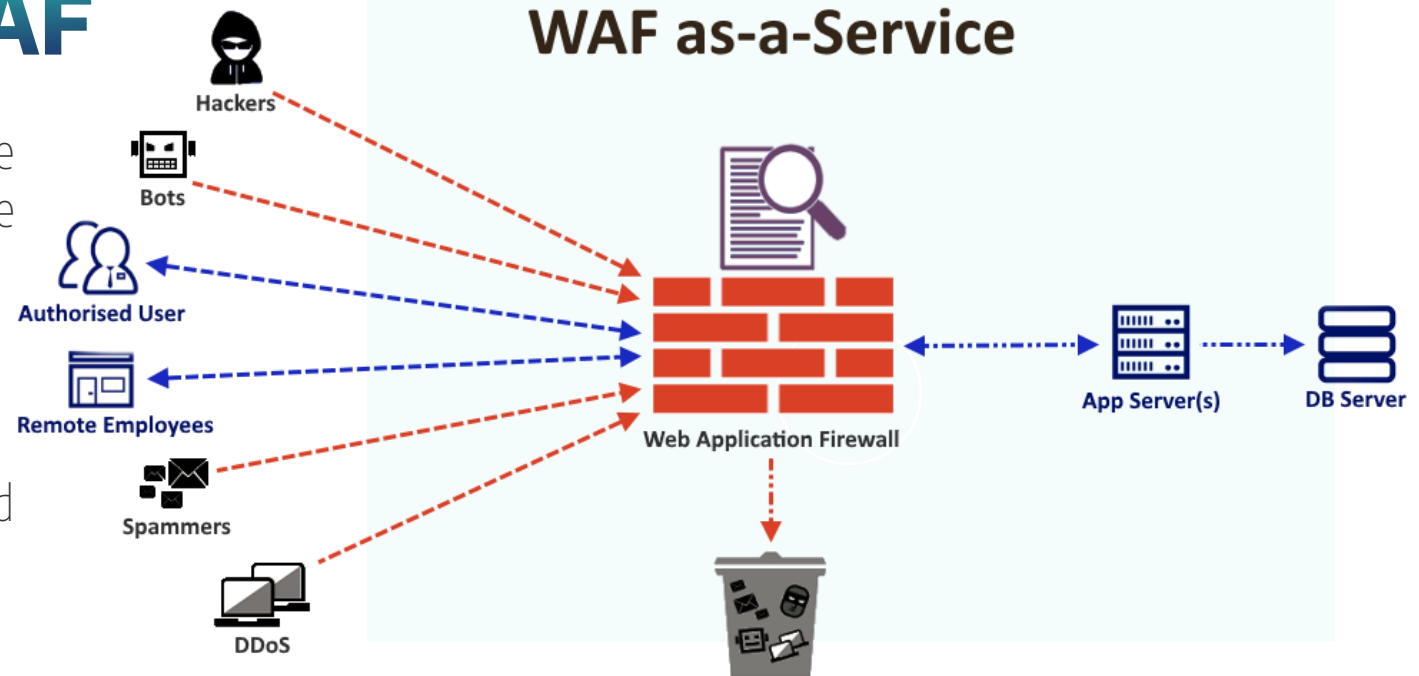 AF
WAF as-a-Service
Hackers
e
Bots
e
Authorised User
Remote Employees
Web Application Firewall
App Server(s)
DB Server
d
Spammers
DDoS